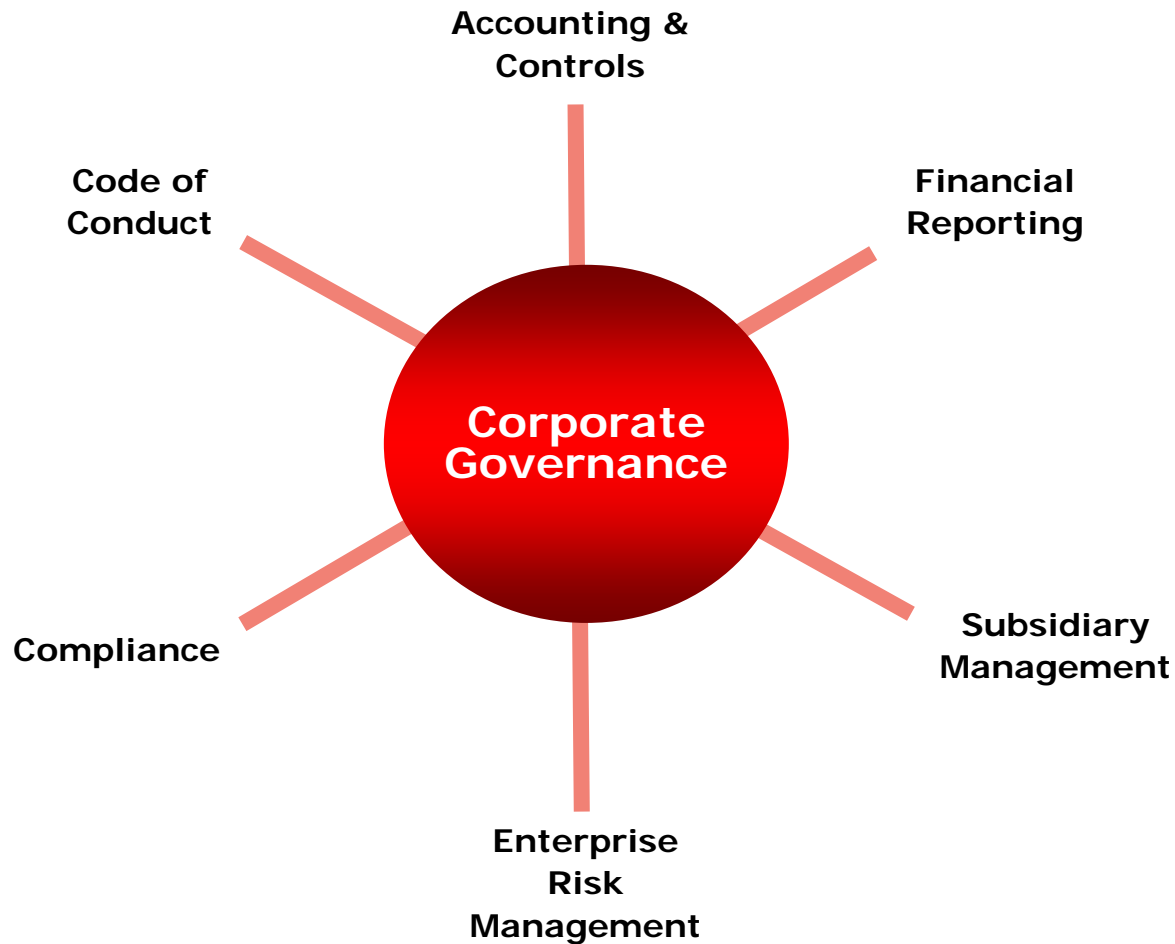 Accounting &
Controls
Code of
Conduct
Financial
Reporting
Corporate
Governance
Compliance
Subsidiary
Management
Enterprise
Risk
Management